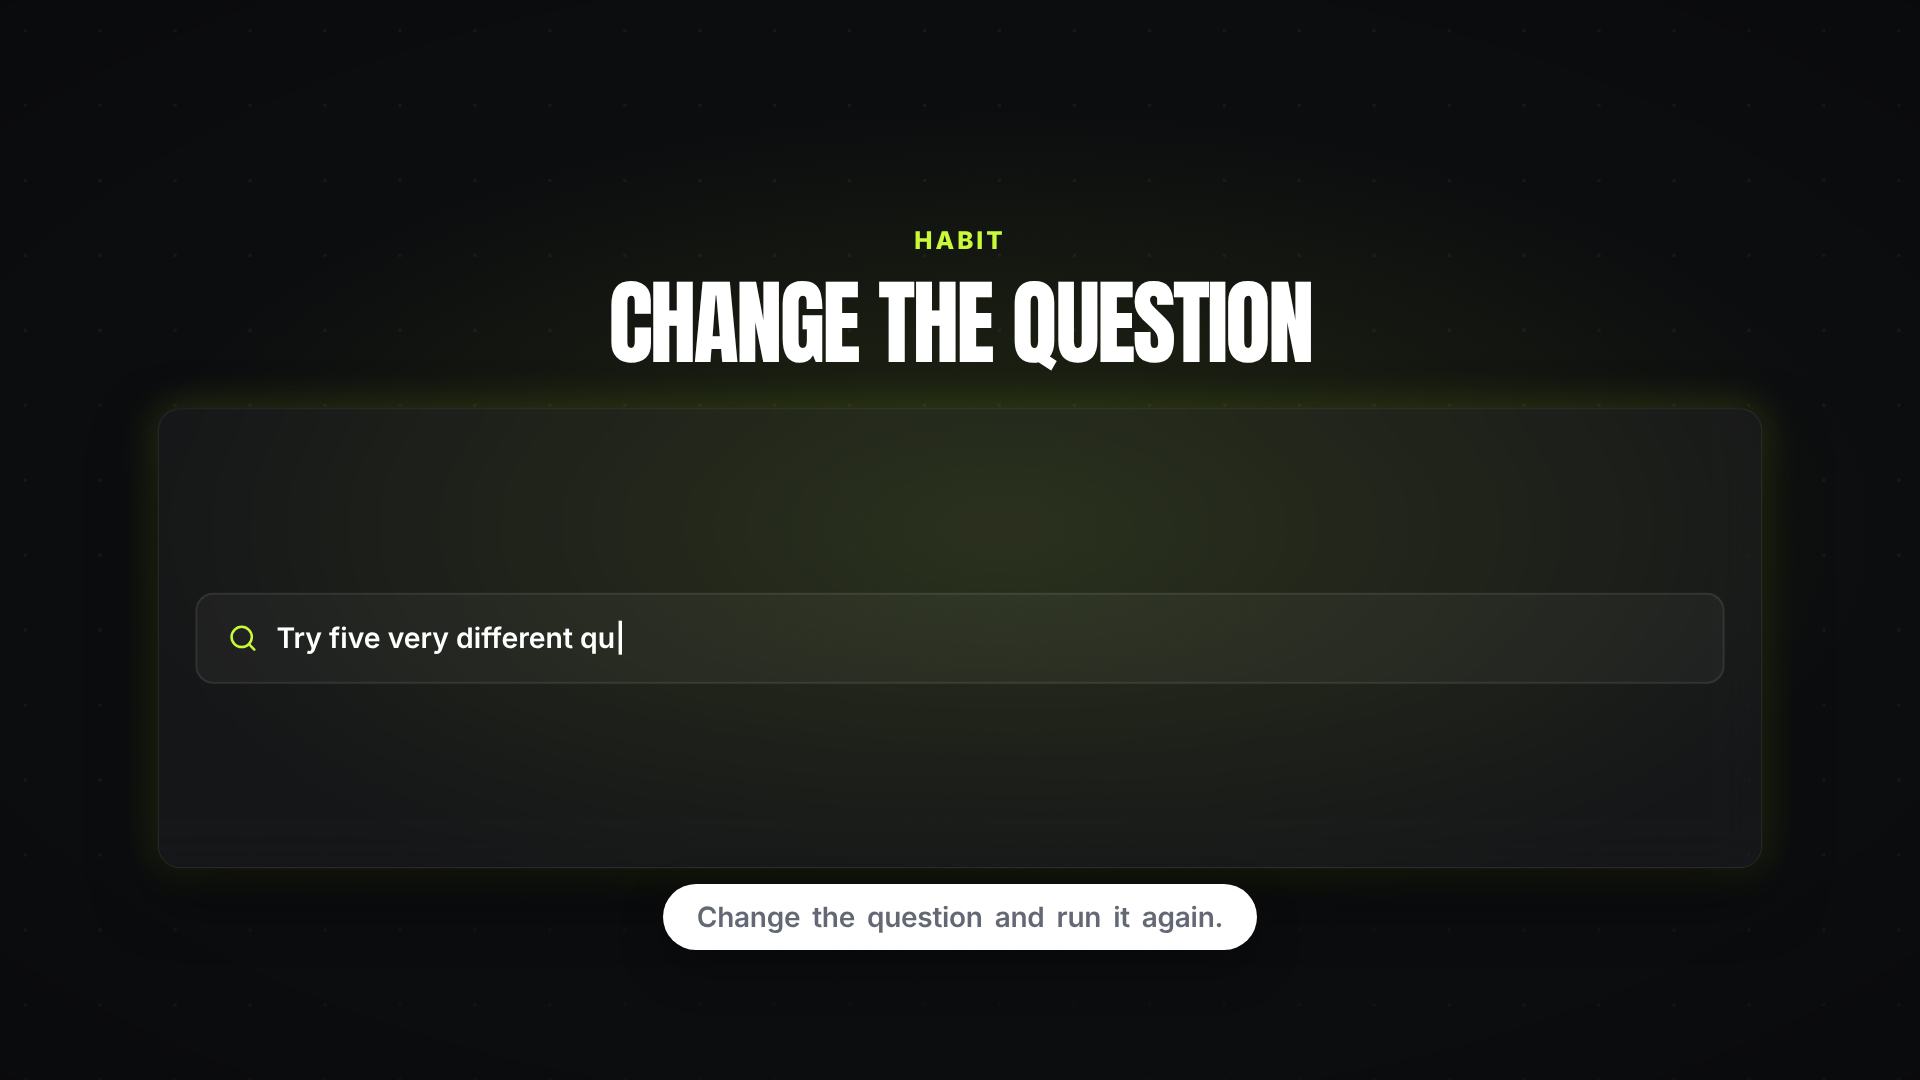 HABIT
CHANGE THE QUESTION
Try five very different qu
Change the question and run it again.